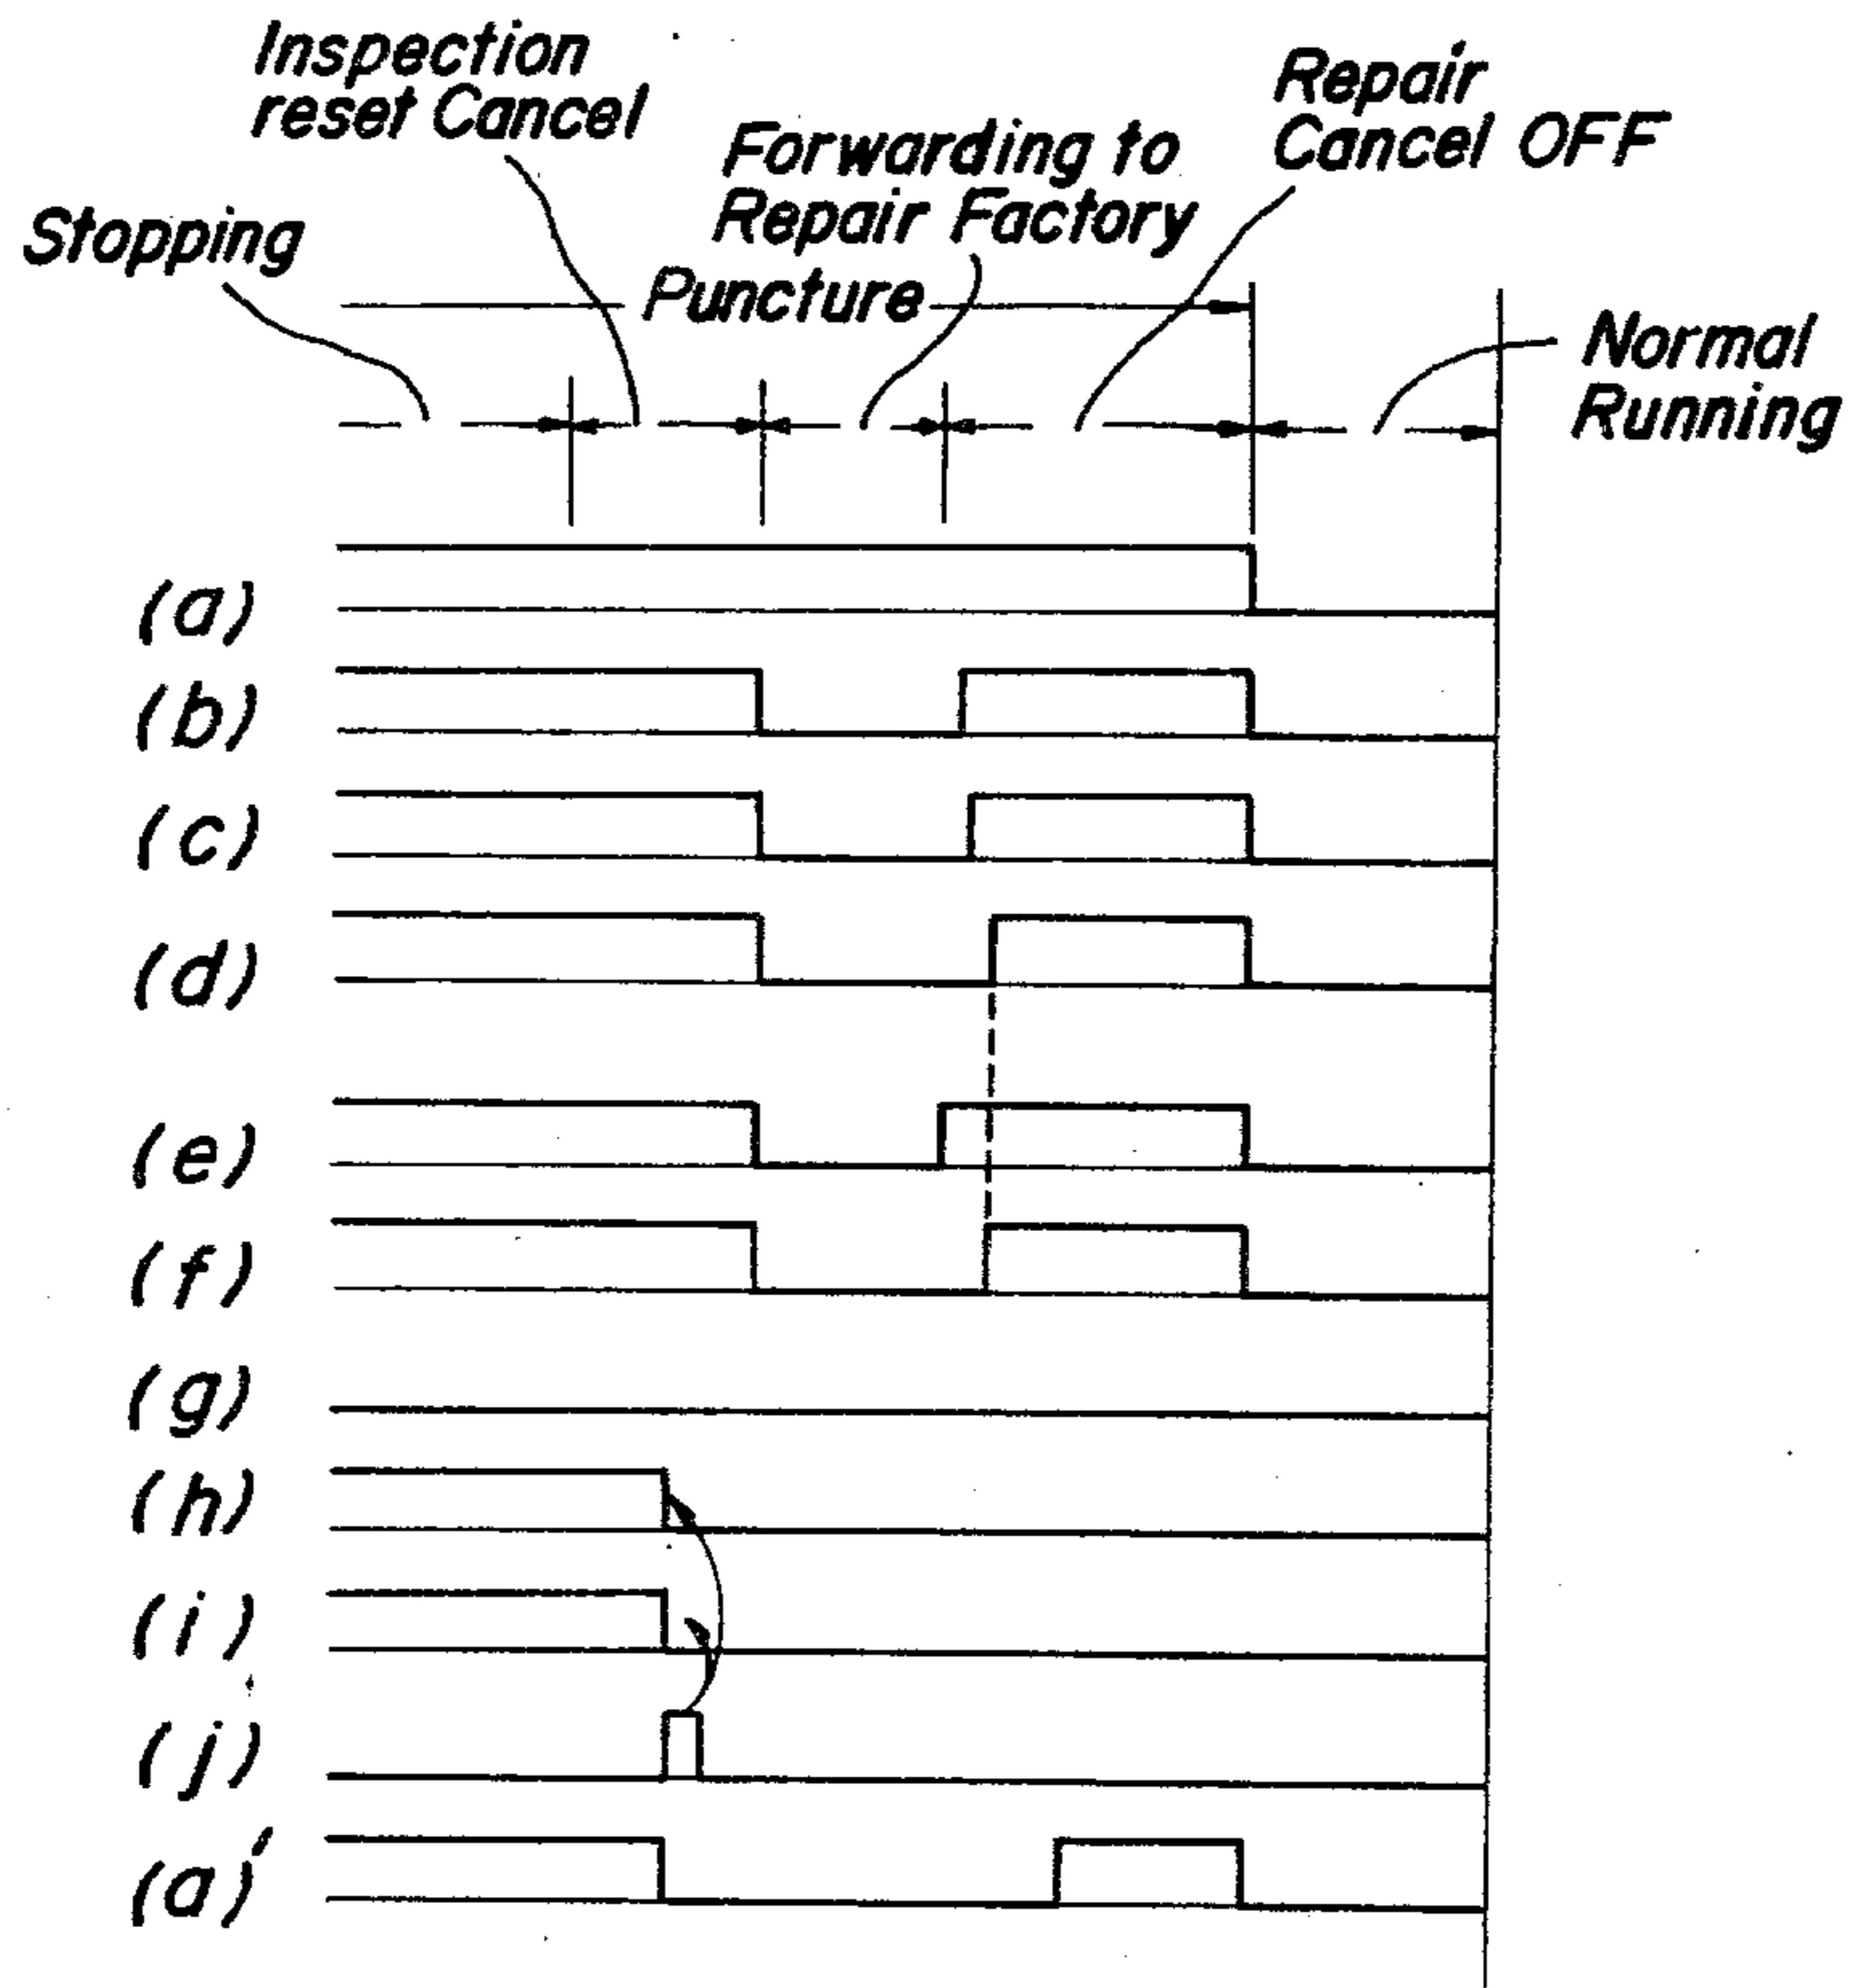 Inspection
reset Cancel
Repair
Cancel OFF
Forwarding to
Repair Factory
Stopping
Puncture
Normal
Running
(a)
(b)
(c)
(d)
(e)
(f)
(g)
(h)
(i)
(j)
(a)'